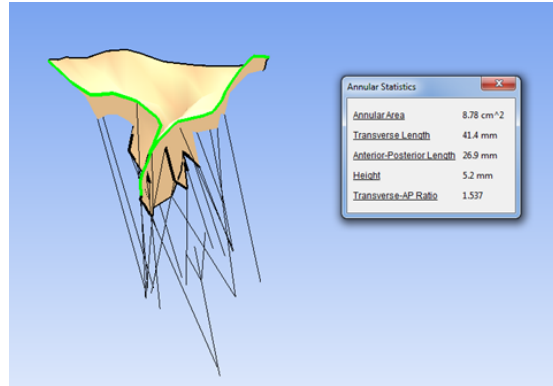 Annular Statistics
Annular Area 8.78 cm^2
Transverse Length 41.4 mm
Anterior-Posterior Length 26.9 mm
Height 5.2 mm
Transverse-AP Ratio 1.537